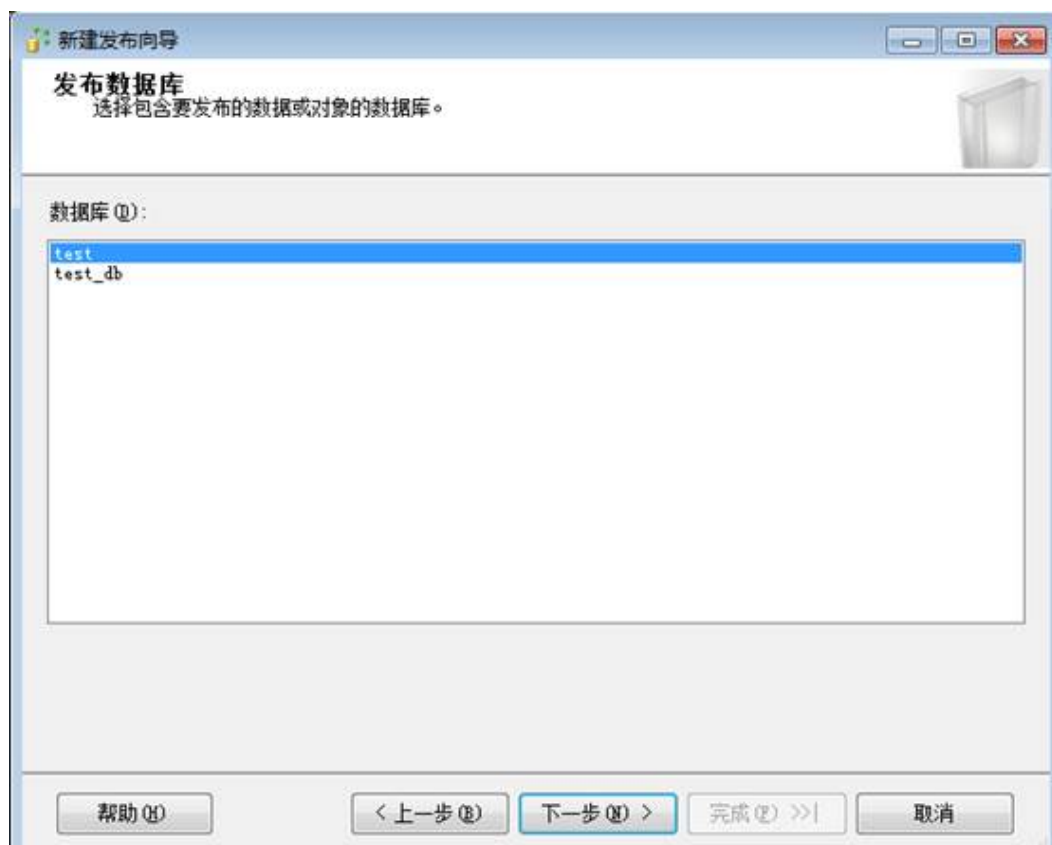 新建发布向导
发布数据库
选择包含要发布的数据或对象的数据库。
数据库(D):
test
test_db
帮助(H)
< 上一步(B)
下一步(N) >
完成(F) >>|
取消